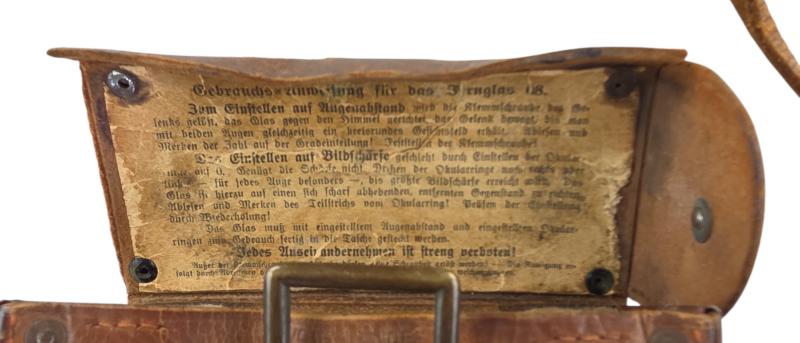 Gebrauchs-Anweisung für das Fernglas 08.
Zum Einstellen auf Augenabstand wird die Klemmschraube des Ge-
lenks gelöst, das Glas gegen den Himmel gerichtet, das Gelenk bewegt, bis man
mit beiden Augen gleichzeitig ein kreisrundes Gesichtsfeld erhält. Ablesen und
Merken der Zahl auf der Gradeinteilung! Feststellen der Klemmschraube!
Das Einstellen auf Bildschärfe geschieht durch Einstellen der Okular-
auf 0. Genügt die Schärfe nicht, Drehen der Okularringe nach rechts oder
links — für jedes Auge besonders —, bis größte Bildschärfe erreicht wird. Das
Glas ist hierzu auf einen sich scharf abhebenden, entfernten Gegenstand zu richten.
Ablesen und Merken des Teilstrichs vom Okularring! Prüfen der Einstellung
durch Wiederholung!
Das Glas muß mit eingestelltem Augenabstand und eingestellten Okular-
ringen zum Gebrauch fertig in die Tasche gesteckt werden.
Jedes Auseinandernehmen ist streng verboten!
Außer der
folgt durch